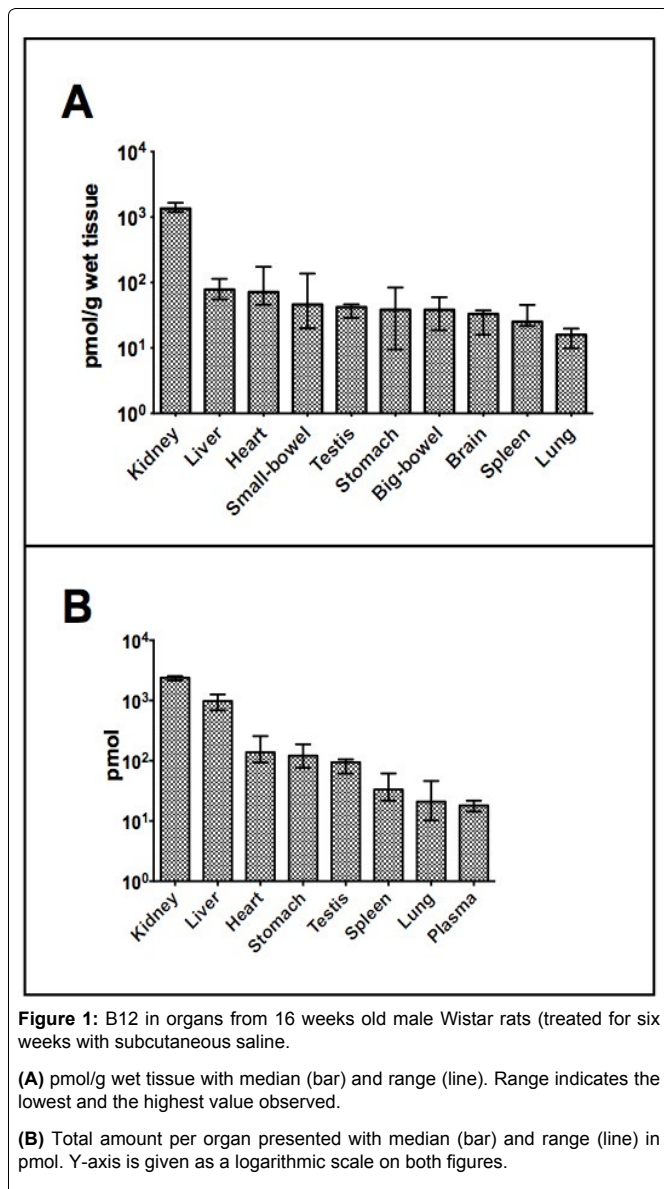 A
pmol/g wet tissue
10⁴
10³
10²
10¹
10⁰
Kidney
Liver
Heart
Small-bowel
Testis
Stomach
Big-bowel
Brain
Spleen
Lung
B
pmol
10⁴
10³
10²
10¹
10⁰
Kidney
Liver
Heart
Stomach
Testis
Spleen
Lung
Plasma
Figure 1: B12 in organs from 16 weeks old male Wistar rats (treated for six
weeks with subcutaneous saline.
(A) pmol/g wet tissue with median (bar) and range (line). Range indicates the
lowest and the highest value observed.
(B) Total amount per organ presented with median (bar) and range (line) in
pmol. Y-axis is given as a logarithmic scale on both figures.